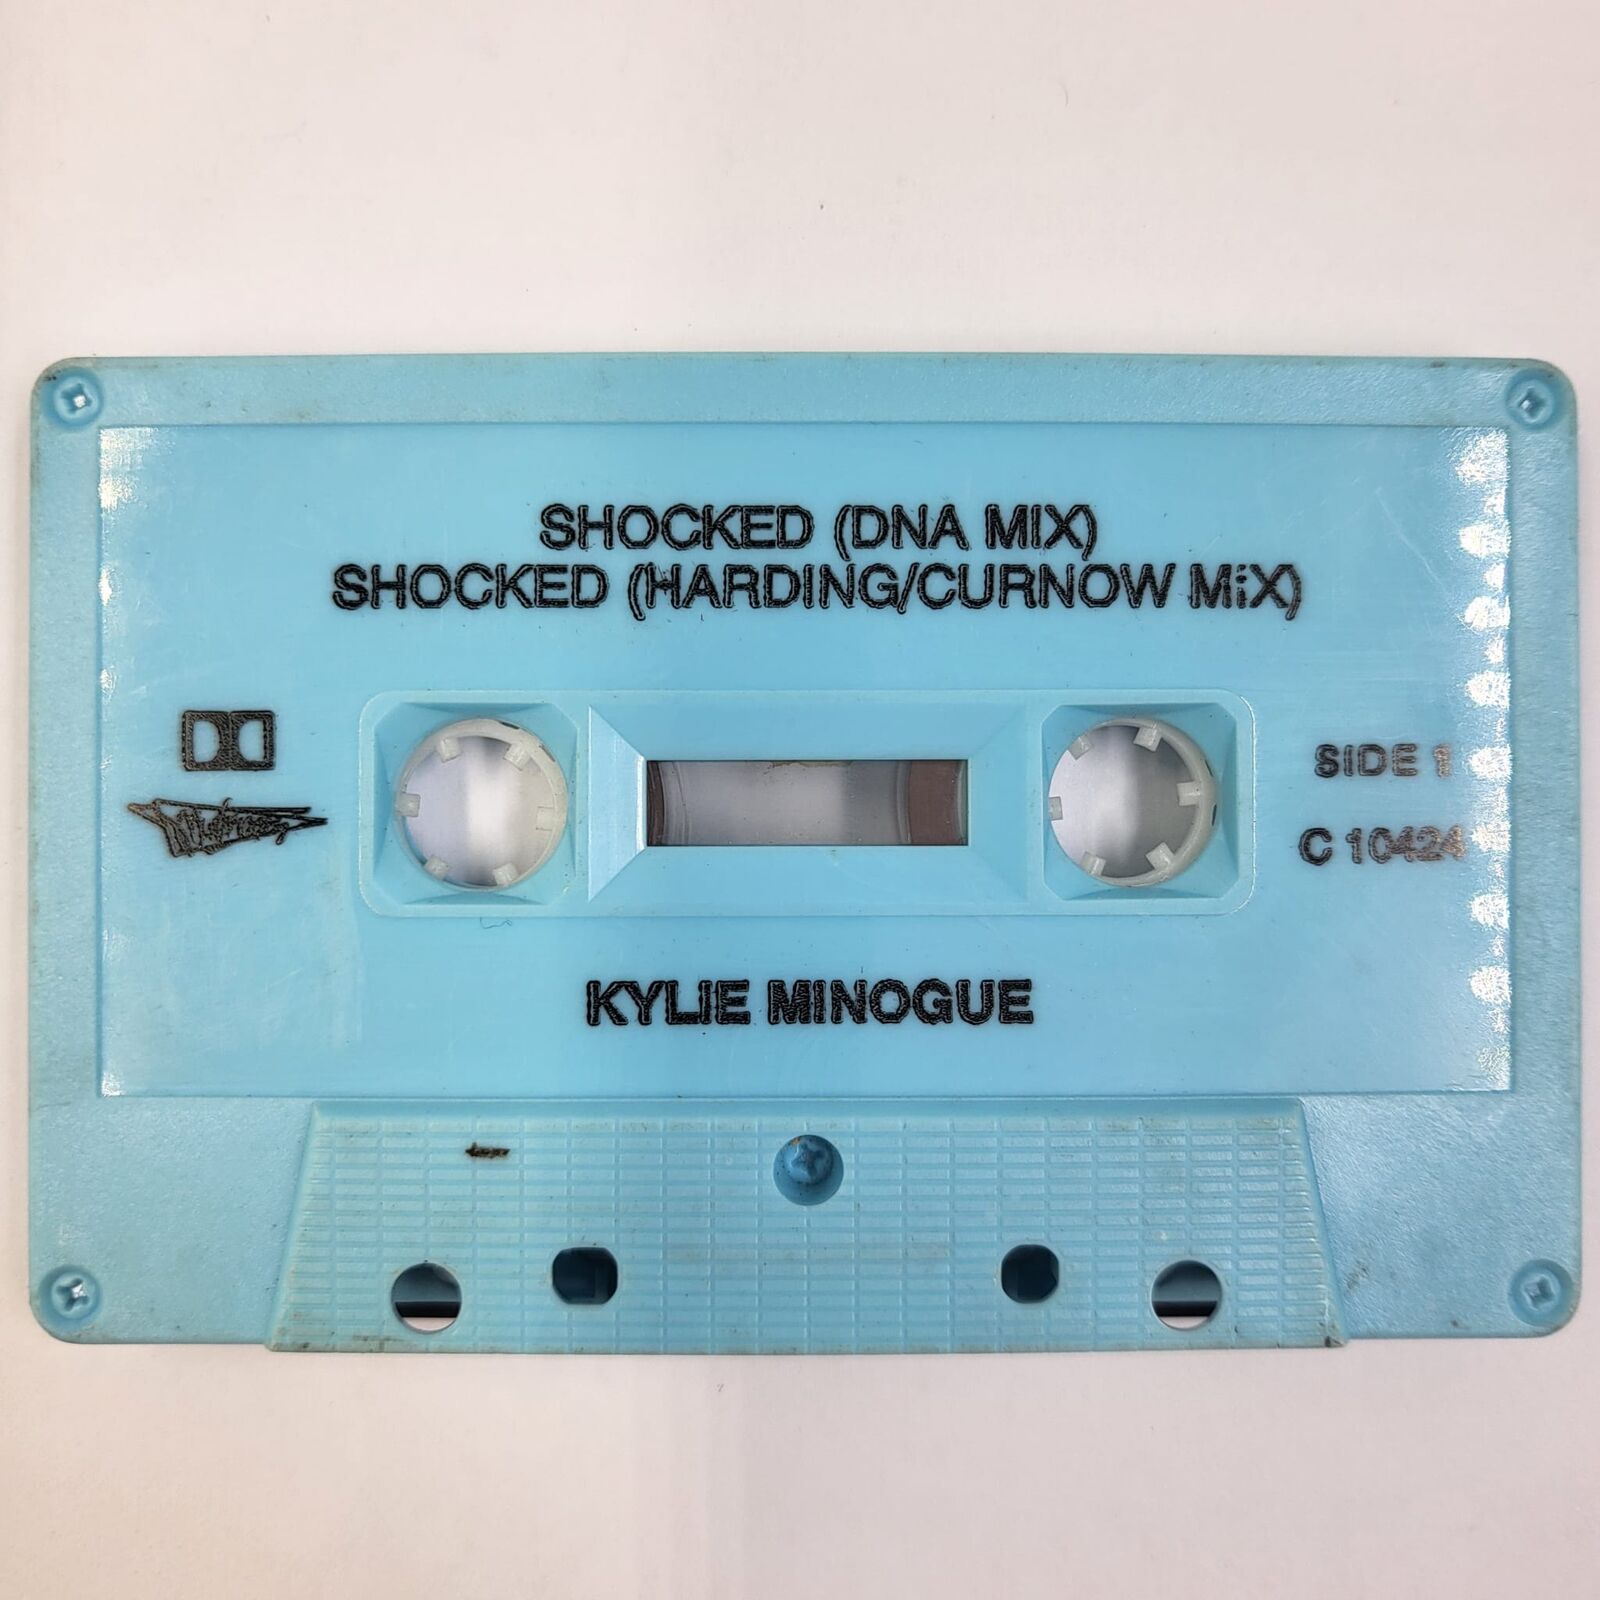 SHOCKED (DNA MIX)
SHOCKED (HARDING/CURNOW MiX)
SIDE 1
C 10424
KYLIE MINOGUE